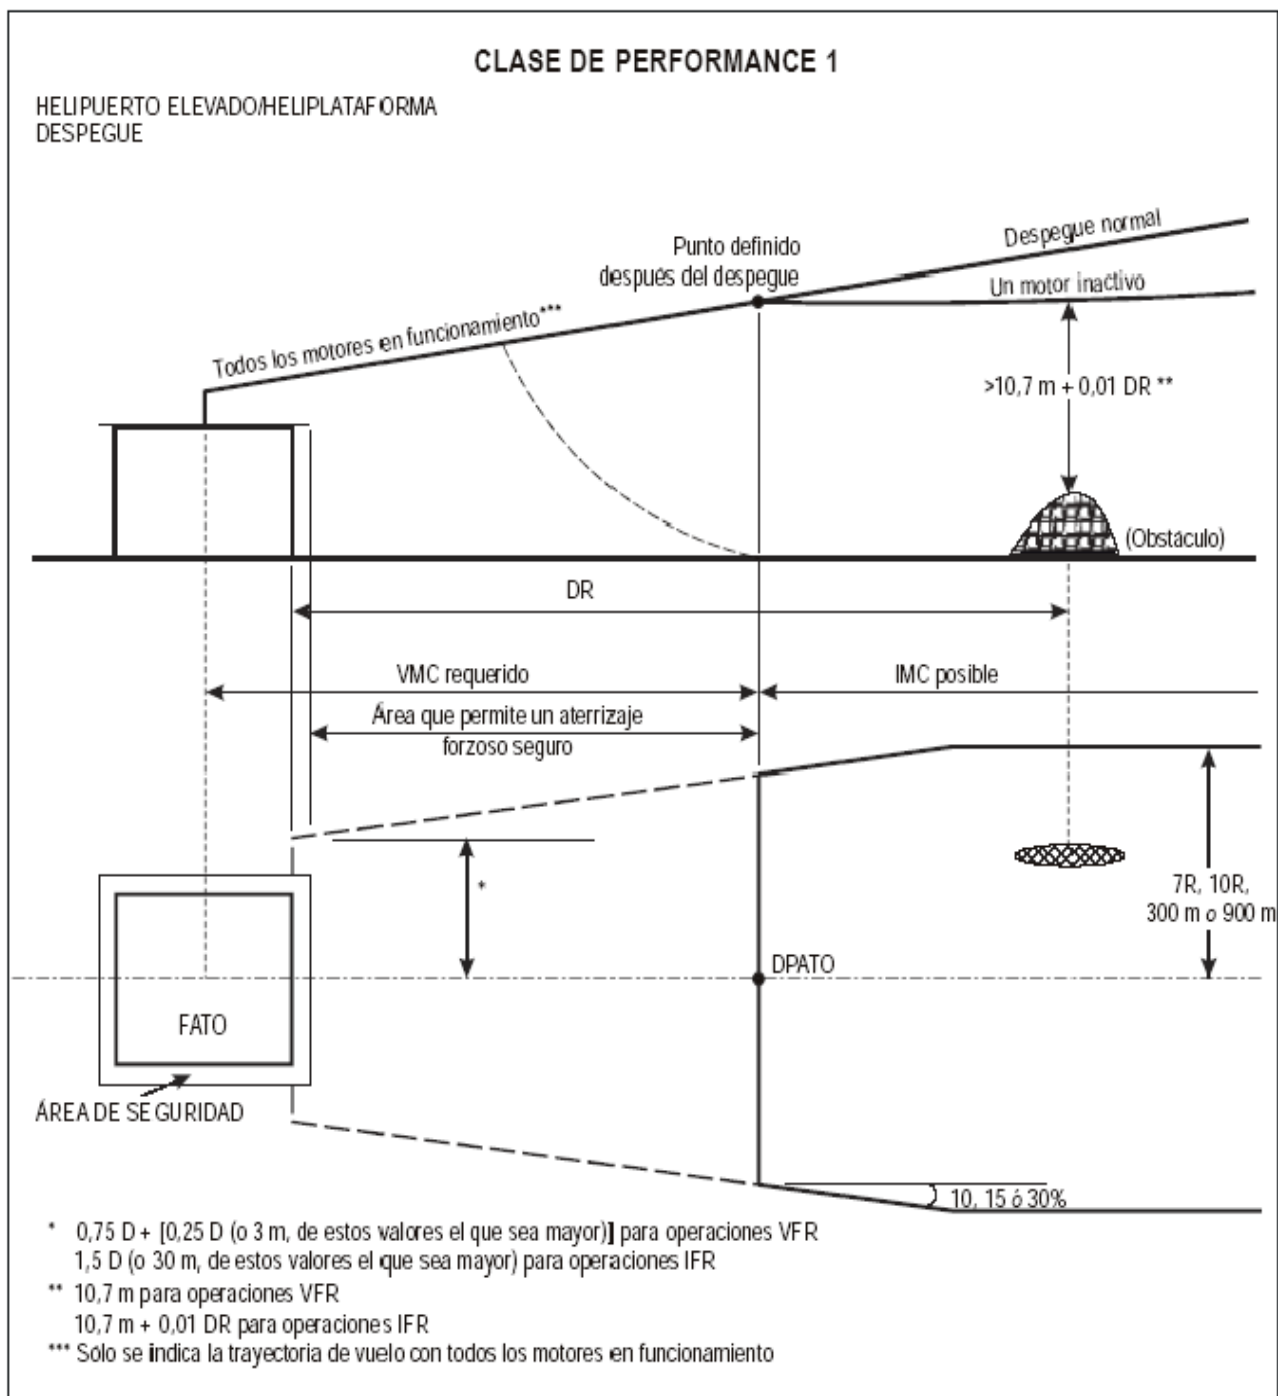 CLASE DE PERFORMANCE 1
HELIPUERTO ELEVADO/HELIPLATAFORMA
DESPEGUE
Despegue normal
Punto definido
después del despegue
Un motor inactivo
Todos los motores en funcionamiento***
>10,7 m + 0,01 DR **
(Obstáculo)
DR
VMC requerido
IMC posible
Área que permite un aterrizaje
forzoso seguro
*
7R, 10R,
300 m o 900 m
DPATO
FATO
ÁREA DE SEGURIDAD
10, 15 ó 30%
* 0,75 D + [0,25 D (o 3 m, de estos valores el que sea mayor)] para operaciones VFR
1,5 D (o 30 m, de estos valores el que sea mayor) para operaciones IFR
** 10,7 m para operaciones VFR
10,7 m + 0,01 DR para operaciones IFR
*** Sólo se indica la trayectoria de vuelo con todos los motores en funcionamiento